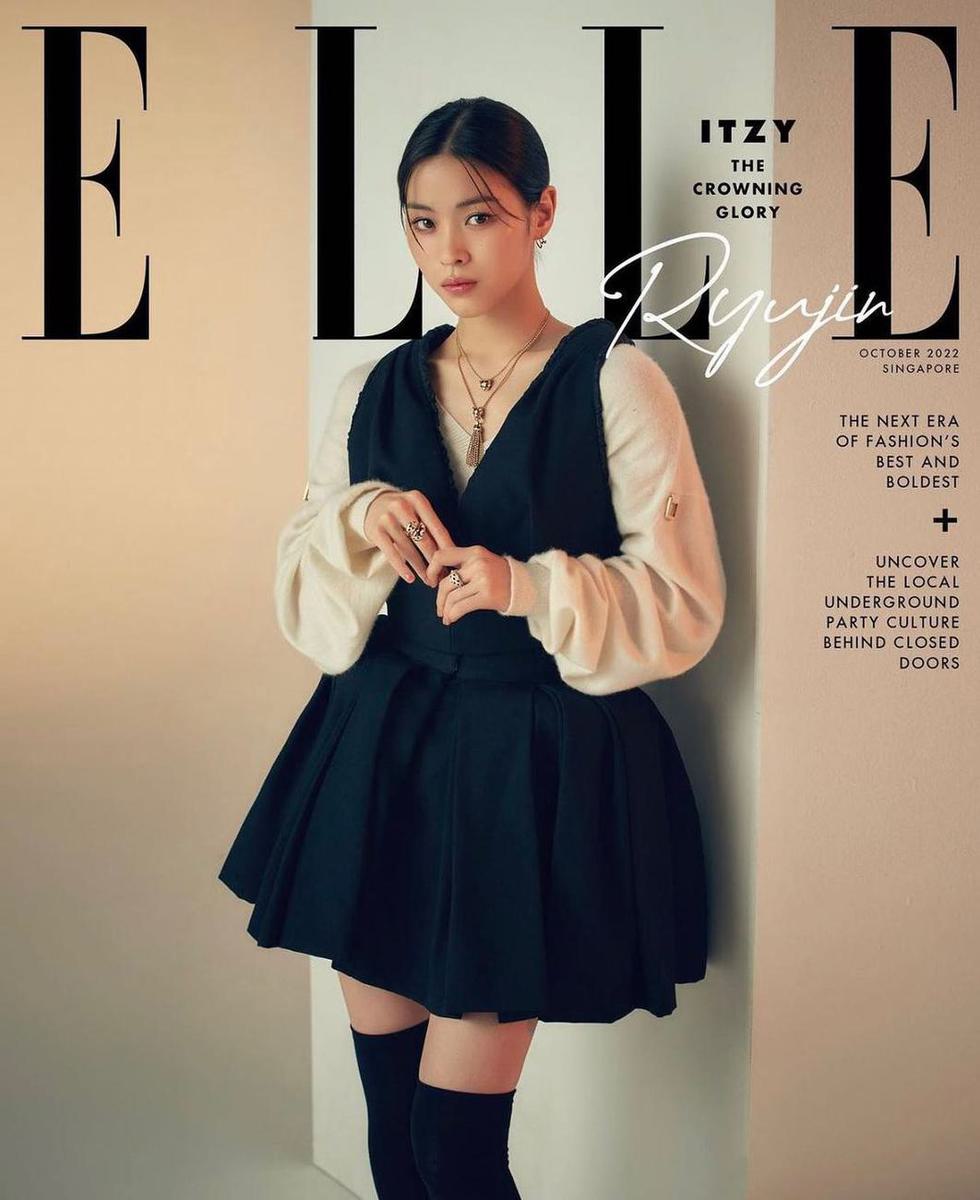 ELLE
ITZY
THE
CROWNING
GLORY
Ryujin
OCTOBER 2022
SINGAPORE
THE NEXT ERA
OF FASHION'S
BEST AND
BOLDEST
+
UNCOVER
THE LOCAL
UNDERGROUND
PARTY CULTURE
BEHIND CLOSED
DOORS